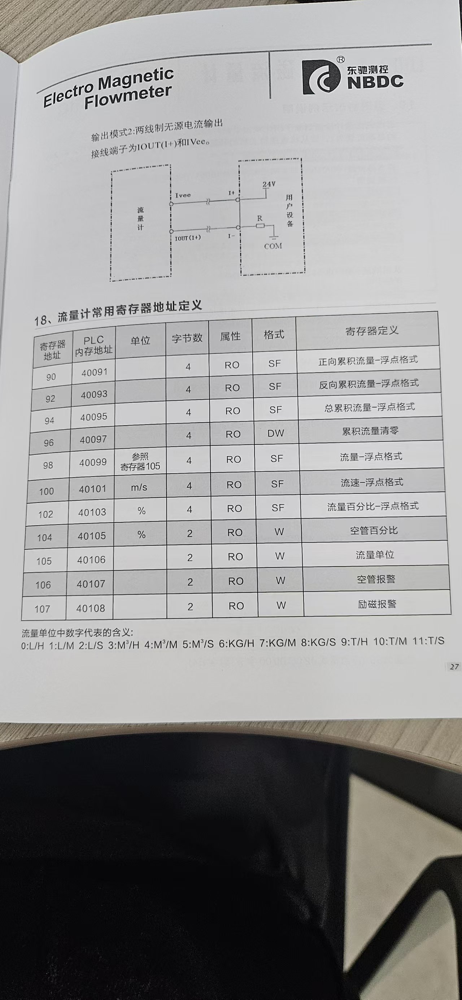 Electro Magnetic
Flowmeter
®
东驰测控
NBDC
输出模式2:两线制无源电流输出
接线端子为IOUT(I+)和IVee。
24V
Ivee
I+
用户设备
流量计
R
IOUT(I+)
I-
COM
18、流量计常用寄存器地址定义
寄存器地址 PLC内存地址 单位 字节数 属性 格式 寄存器定义
90 40091 4 RO SF 正向累积流量-浮点格式
92 40093 4 RO SF 反向累积流量-浮点格式
94 40095 4 RO SF 总累积流量-浮点格式
96 40097 4 RO DW 累积流量清零
98 40099 参照寄存器105 4 RO SF 流量-浮点格式
100 40101 m/s 4 RO SF 流速-浮点格式
102 40103 % 4 RO SF 流量百分比-浮点格式
104 40105 % 2 RO W 空管百分比
105 40106 2 RO W 流量单位
106 40107 2 RO W 空管报警
107 40108 2 RO W 励磁报警
流量单位中数字代表的含义:
0:L/H 1:L/M 2:L/S 3:M³/H 4:M³/M 5:M³/S 6:KG/H 7:KG/M 8:KG/S 9:T/H 10:T/M 11:T/S
27